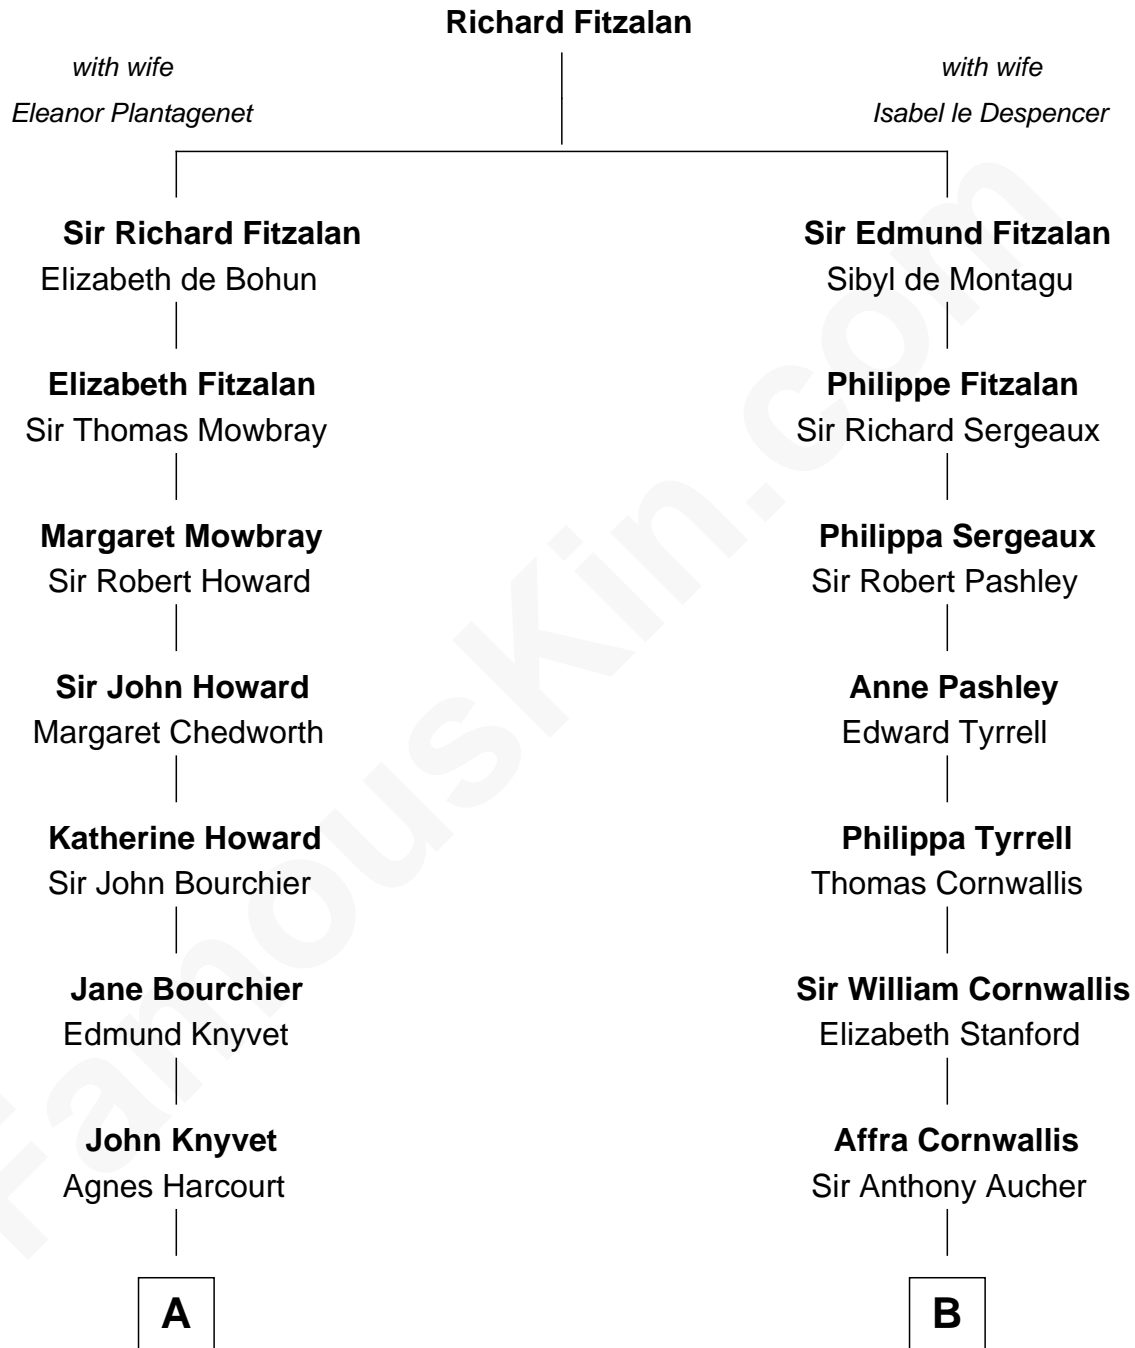 Richard Fitzalan
with wife
Eleanor Plantagenet
with wife
Isabel le Despencer
Sir Richard Fitzalan
Elizabeth de Bohun
Sir Edmund Fitzalan
Sibyl de Montagu
Elizabeth Fitzalan
Sir Thomas Mowbray
Philippe Fitzalan
Sir Richard Sergeaux
Margaret Mowbray
Sir Robert Howard
Philippa Sergeaux
Sir Robert Pashley
Sir John Howard
Margaret Chedworth
Anne Pashley
Edward Tyrrell
Katherine Howard
Sir John Bourchier
Philippa Tyrrell
Thomas Cornwallis
Jane Bourchier
Edmund Knyvet
Sir William Cornwallis
Elizabeth Stanford
John Knyvet
Agnes Harcourt
Affra Cornwallis
Sir Anthony Aucher
A
B
FamousKin.com